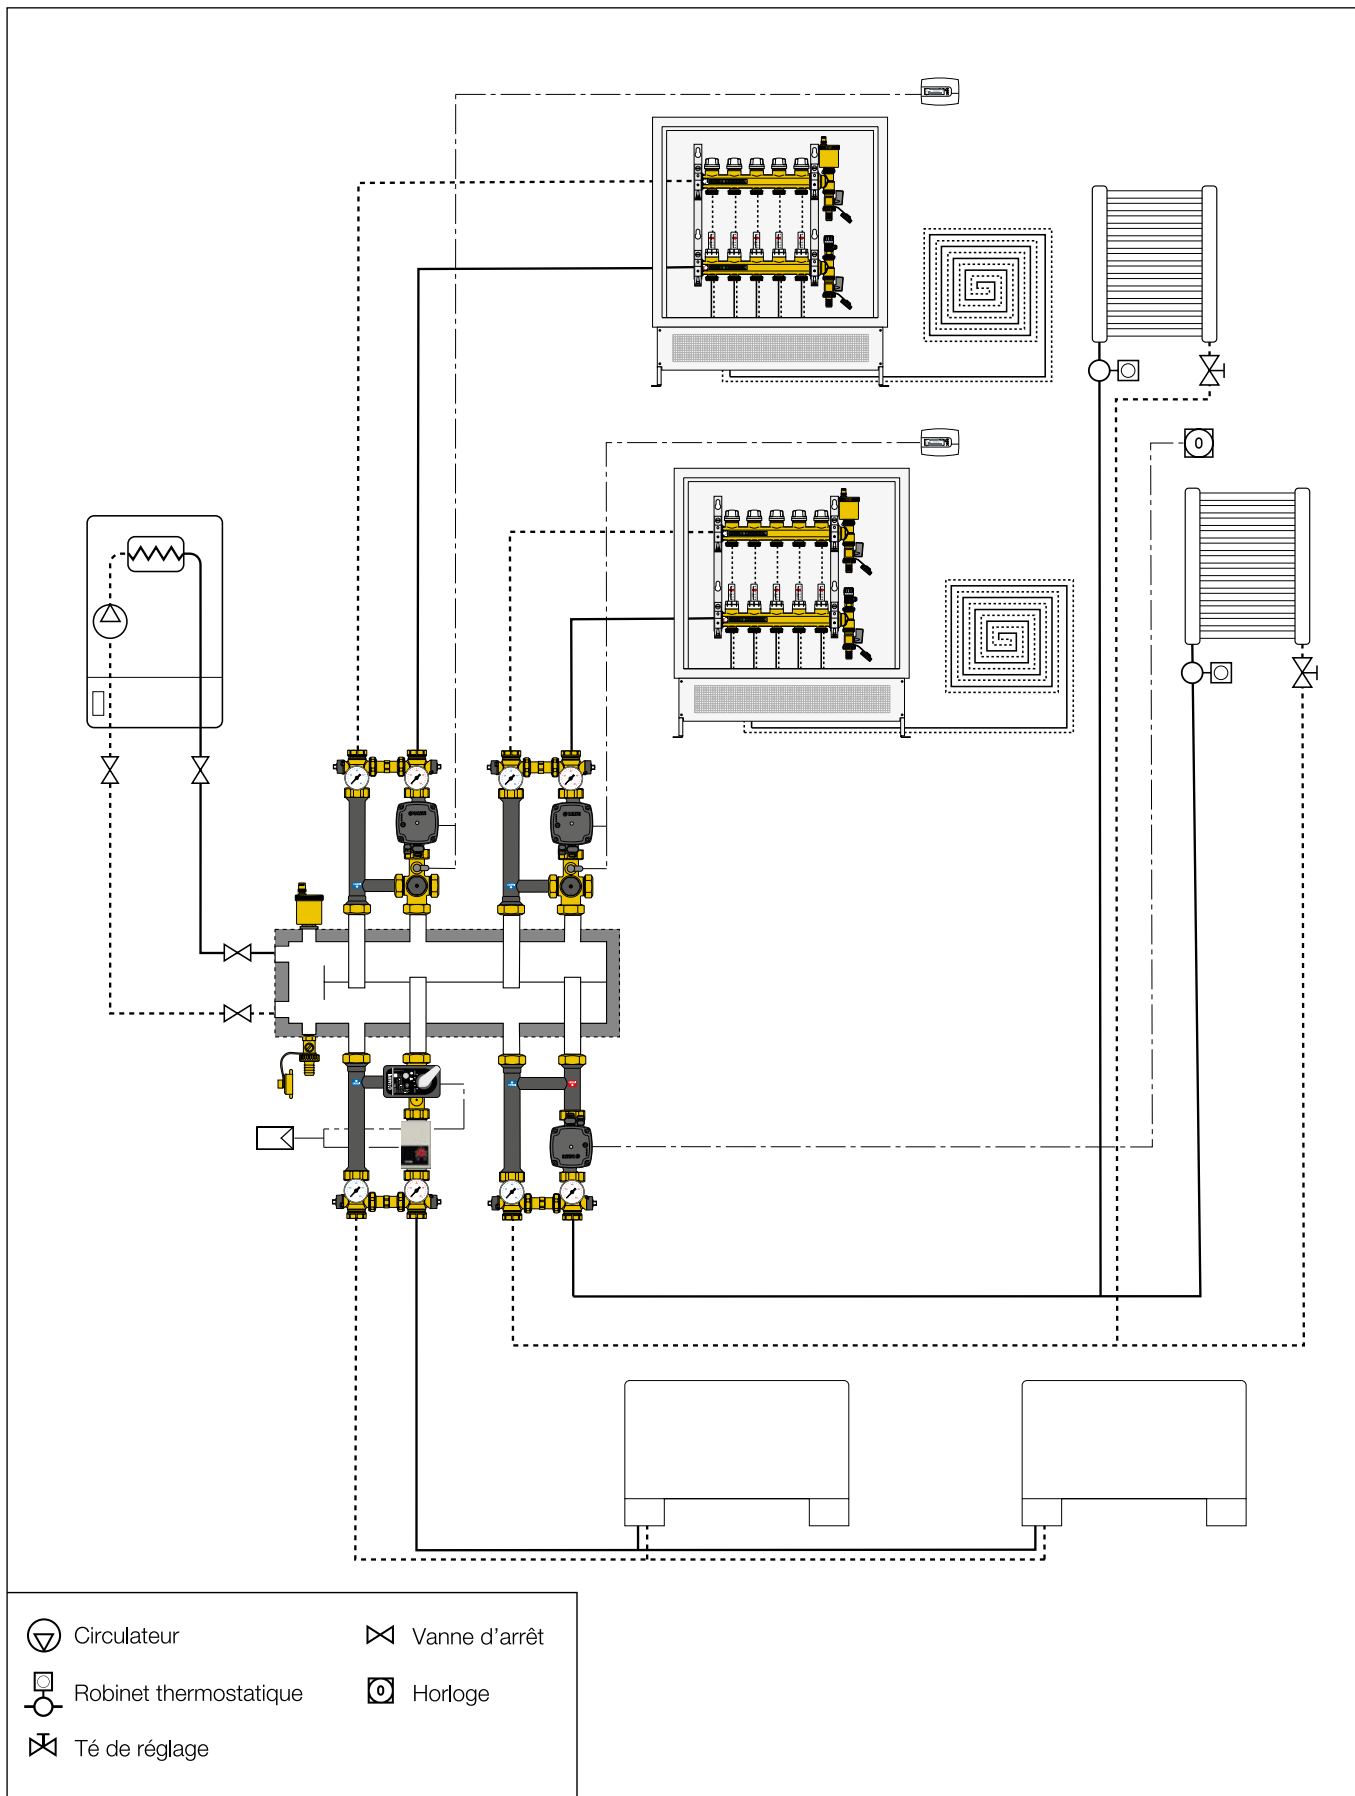 Circulateur
Vanne d'arrêt
Robinet thermostatique
0 Horloge
Té de réglage
0